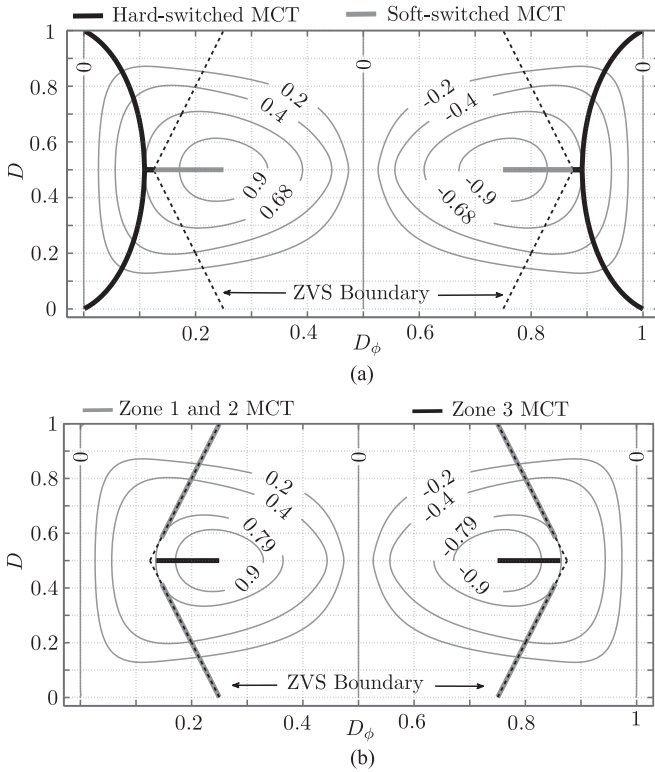 Hard-switched MCT Soft-switched MCT
1
0.8
0.6
0.4
0.2
0
D
0 0 0
0.2 -0.2
0.4 -0.4
0.9 -0.9
0.68 -0.68
ZVS Boundary
0.2 0.4 0.6 0.8 1
Dϕ
(a)
Zone 1 and 2 MCT Zone 3 MCT
1
0.8
0.6
0.4
0.2
0
D
0 0 0
0.2 -0.2
0.4 -0.4
0.79 -0.79
0.9 -0.9
ZVS Boundary
0.2 0.4 0.6 0.8 1
Dϕ
(b)